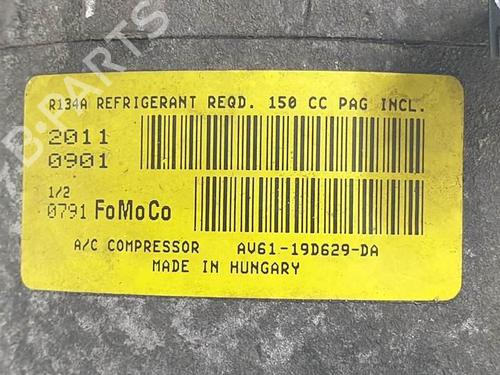 R134A REFRIGERANT REQD. 150 CC PAG INCL.
2011
0901
1/2
0791 FoMoCo
A/C COMPRESSOR AV61-19D629-DA
MADE IN HUNGARY
B-PARTS